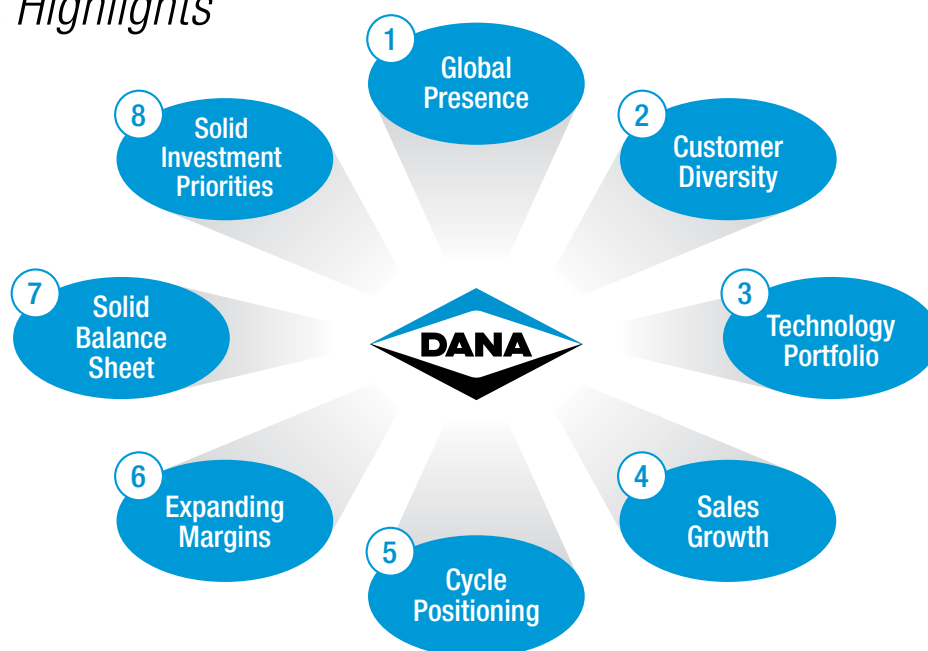 Highlights
1
Global
Presence
2
Customer
Diversity
3
Technology
Portfolio
4
Sales
Growth
5
Cycle
Positioning
6
Expanding
Margins
7
Solid
Balance
Sheet
8
Solid
Investment
Priorities
DANA